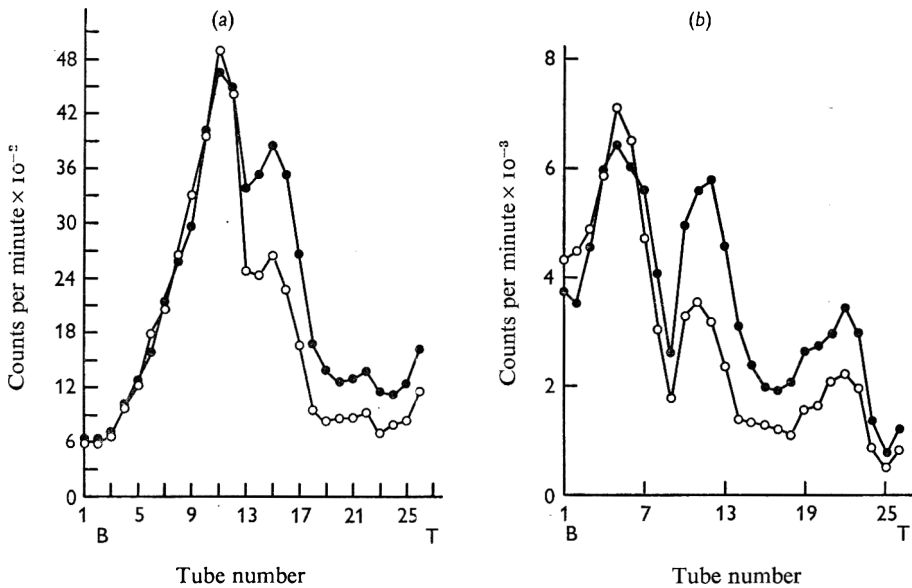 (a)
48
42
36
30
24
18
12
6
0
Counts per minute × 10⁻²
1 5 9 13 17 21 25
B T
Tube number
(b)
8
6
4
2
0
Counts per minute × 10⁻³
1 7 13 19 25
B T
Tube number